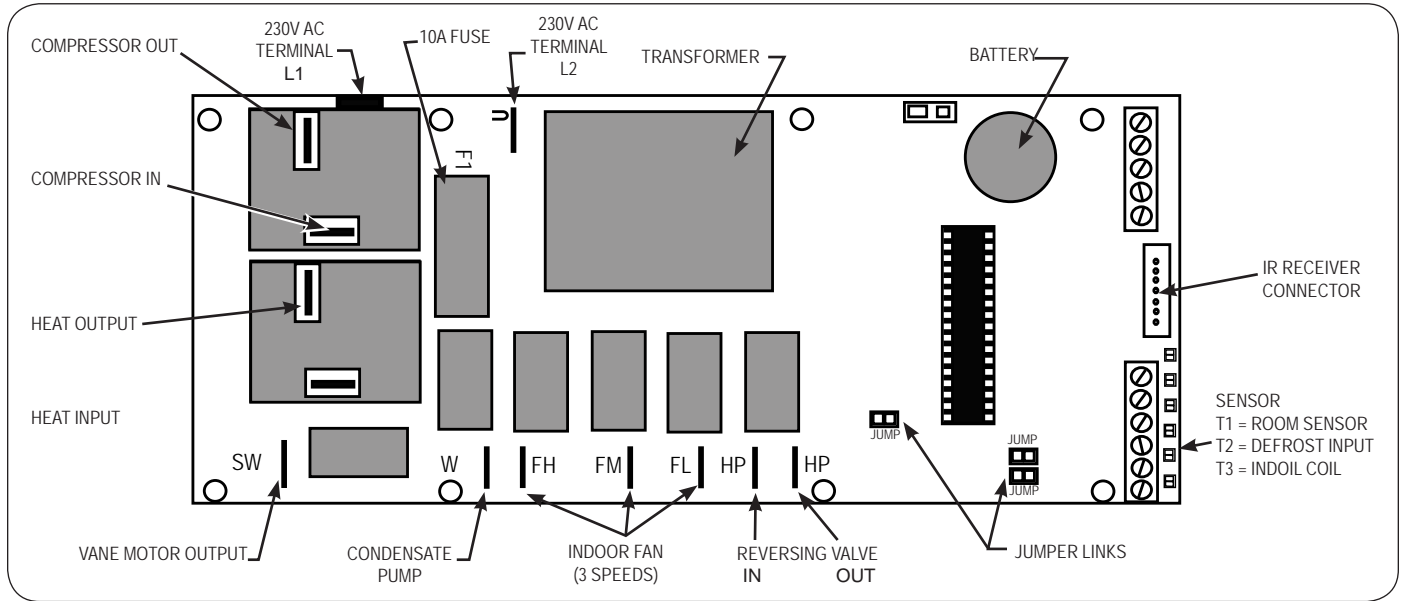 COMPRESSOR OUT
230V AC
TERMINAL
L1
10A FUSE
230V AC
TERMINAL
L2
TRANSFORMER
BATTERY
U
F1
COMPRESSOR IN
IR RECEIVER
CONNECTOR
HEAT OUTPUT
HEAT INPUT
SENSOR
T1 = ROOM SENSOR
T2 = DEFROST INPUT
T3 = INDOIL COIL
JUMP
JUMP
JUMP
SW
W
FH
FM
FL
HP
HP
VANE MOTOR OUTPUT
CONDENSATE
PUMP
INDOOR FAN
(3 SPEEDS)
REVERSING VALVE
IN OUT
JUMPER LINKS